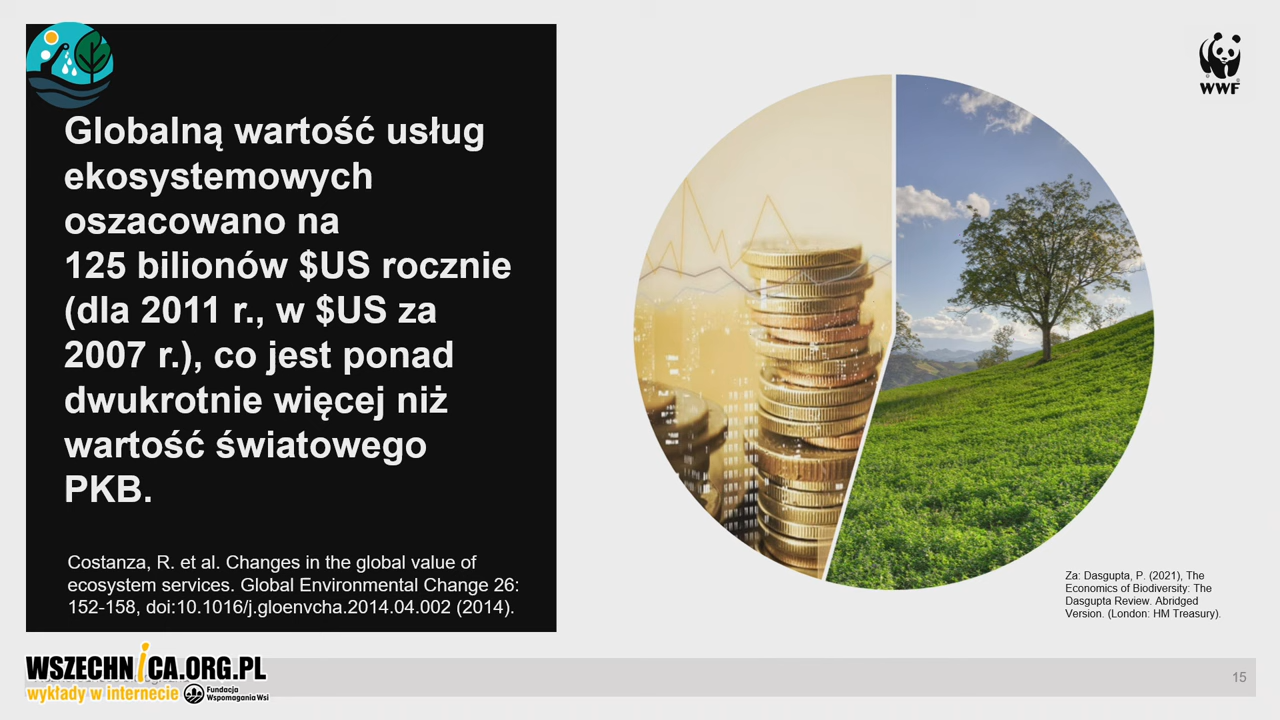 Globalną wartość usług
ekosystemowych
oszacowano na
125 bilionów $US rocznie
(dla 2011 r., w $US za
2007 r.), co jest ponad
dwukrotnie więcej niż
wartość światowego
PKB.
Costanza, R. et al. Changes in the global value of
ecosystem services. Global Environmental Change 26:
152-158, doi:10.1016/j.gloenvcha.2014.04.002 (2014).
WWF
Za: Dasgupta, P. (2021), The
Economics of Biodiversity: The
Dasgupta Review. Abridged
Version. (London: HM Treasury).
WSZECHNICA.ORG.PL
wykłady w internecie
Fundacja
Wspomagania Wsi
15